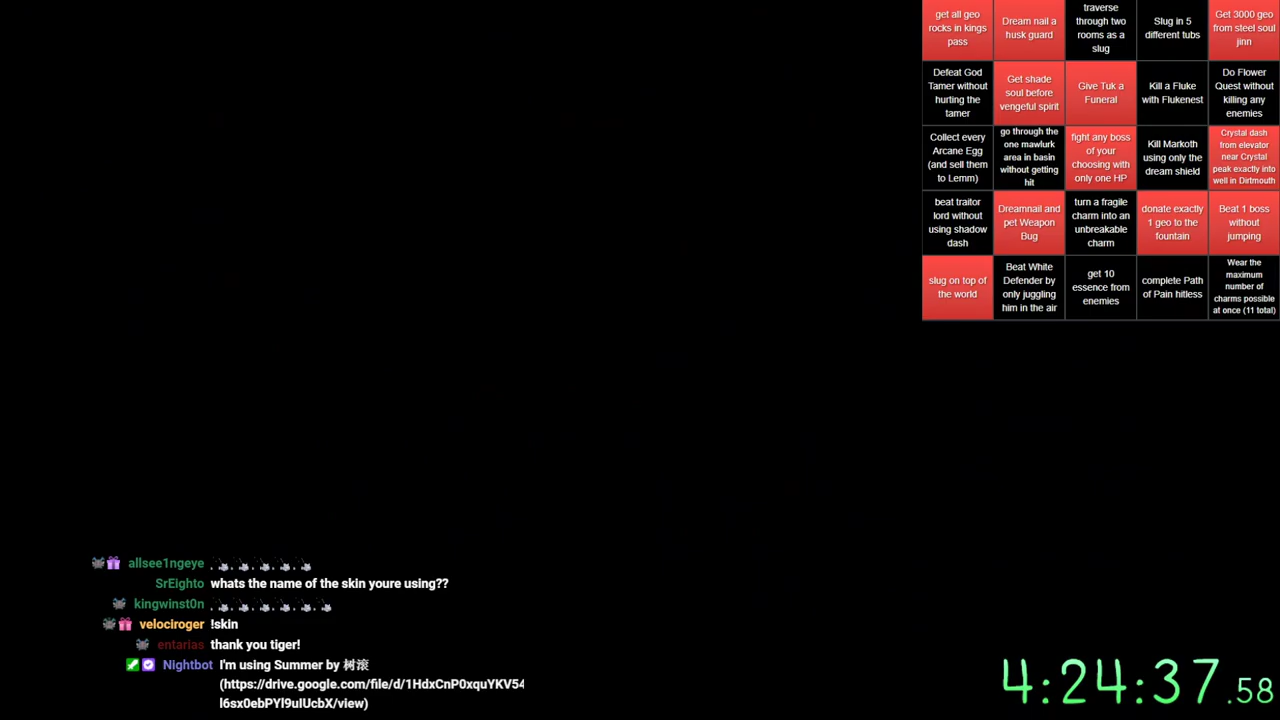 get all geo
rocks in kings
pass
Dream nail a
husk guard
traverse
through two
rooms as a
slug
Slug in 5
different tubs
Get 3000 geo
from steel soul
jinn
Defeat God
Tamer without
hurting the
tamer
Get shade
soul before
vengeful spirit
Give Tuk a
Funeral
Kill a Fluke
with Flukenest
Do Flower
Quest without
killing any
enemies
Collect every
Arcane Egg
(and sell them
to Lemm)
go through the
one mawlurk
area in basin
without getting
hit
fight any boss
of your
choosing with
only one HP
Kill Markoth
using only the
dream shield
Crystal dash
from elevator
near Crystal
peak exactly into
well in Dirtmouth
beat traitor
lord without
using shadow
dash
Dreamnail and
pet Weapon
Bug
turn a fragile
charm into an
unbreakable
charm
donate exactly
1 geo to the
fountain
Beat 1 boss
without
jumping
slug on top of
the world
Beat White
Defender by
only juggling
him in the air
get 10
essence from
enemies
complete Path
of Pain hitless
Wear the
maximum
number of
charms possible
at once (11 total)
allsee1ngeye
SrEighto whats the name of the skin youre using??
kingwinst0n
velociroger !skin
entarias thank you tiger!
Nightbot I'm using Summer by 树滚
(https://drive.google.com/file/d/1HdxCnP0xquYKV54
l6sx0ebPYl9uIUcbX/view)
4:24:37.58